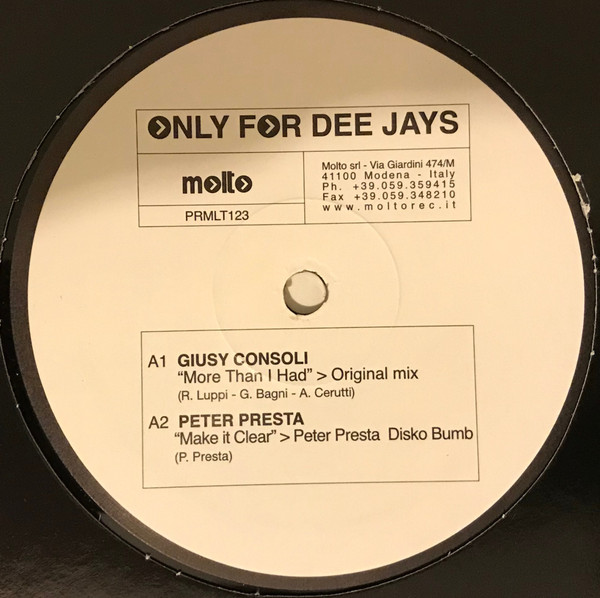 ONLY FOR DEE JAYS
molto
PRMLT123
Molto srl - Via Giardini 474/M
41100 Modena - Italy
Ph. +39.059.359415
Fax +39.059.348210
www.moltorec.it
A1 GIUSY CONSOLI
"More Than I Had" > Original mix
(R. Luppi - G. Bagni - A. Cerutti)
A2 PETER PRESTA
"Make it Clear" > Peter Presta Disko Bumb
(P. Presta)